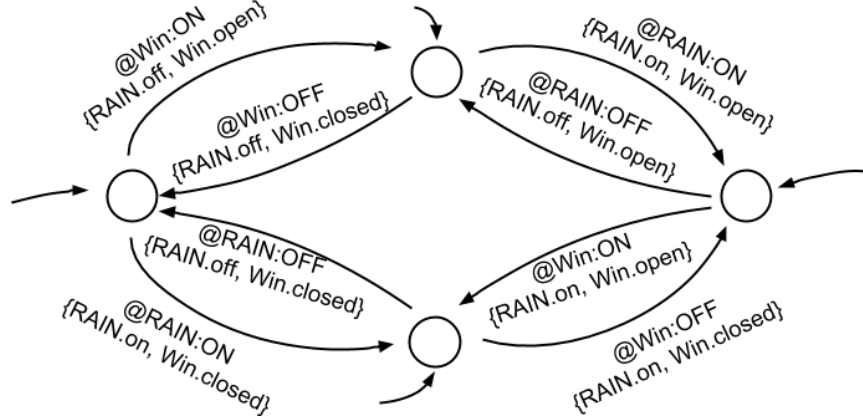 @Win:ON
{RAIN.off, Win.open}
@RAIN:ON
{RAIN.on, Win.open}
@Win:OFF
{RAIN.off, Win.closed}
@RAIN:OFF
{RAIN.off, Win.open}
@RAIN:OFF
{RAIN.off, Win.closed}
@Win:ON
{RAIN.on, Win.open}
@RAIN:ON
{RAIN.on, Win.closed}
@Win:OFF
{RAIN.on, Win.closed}